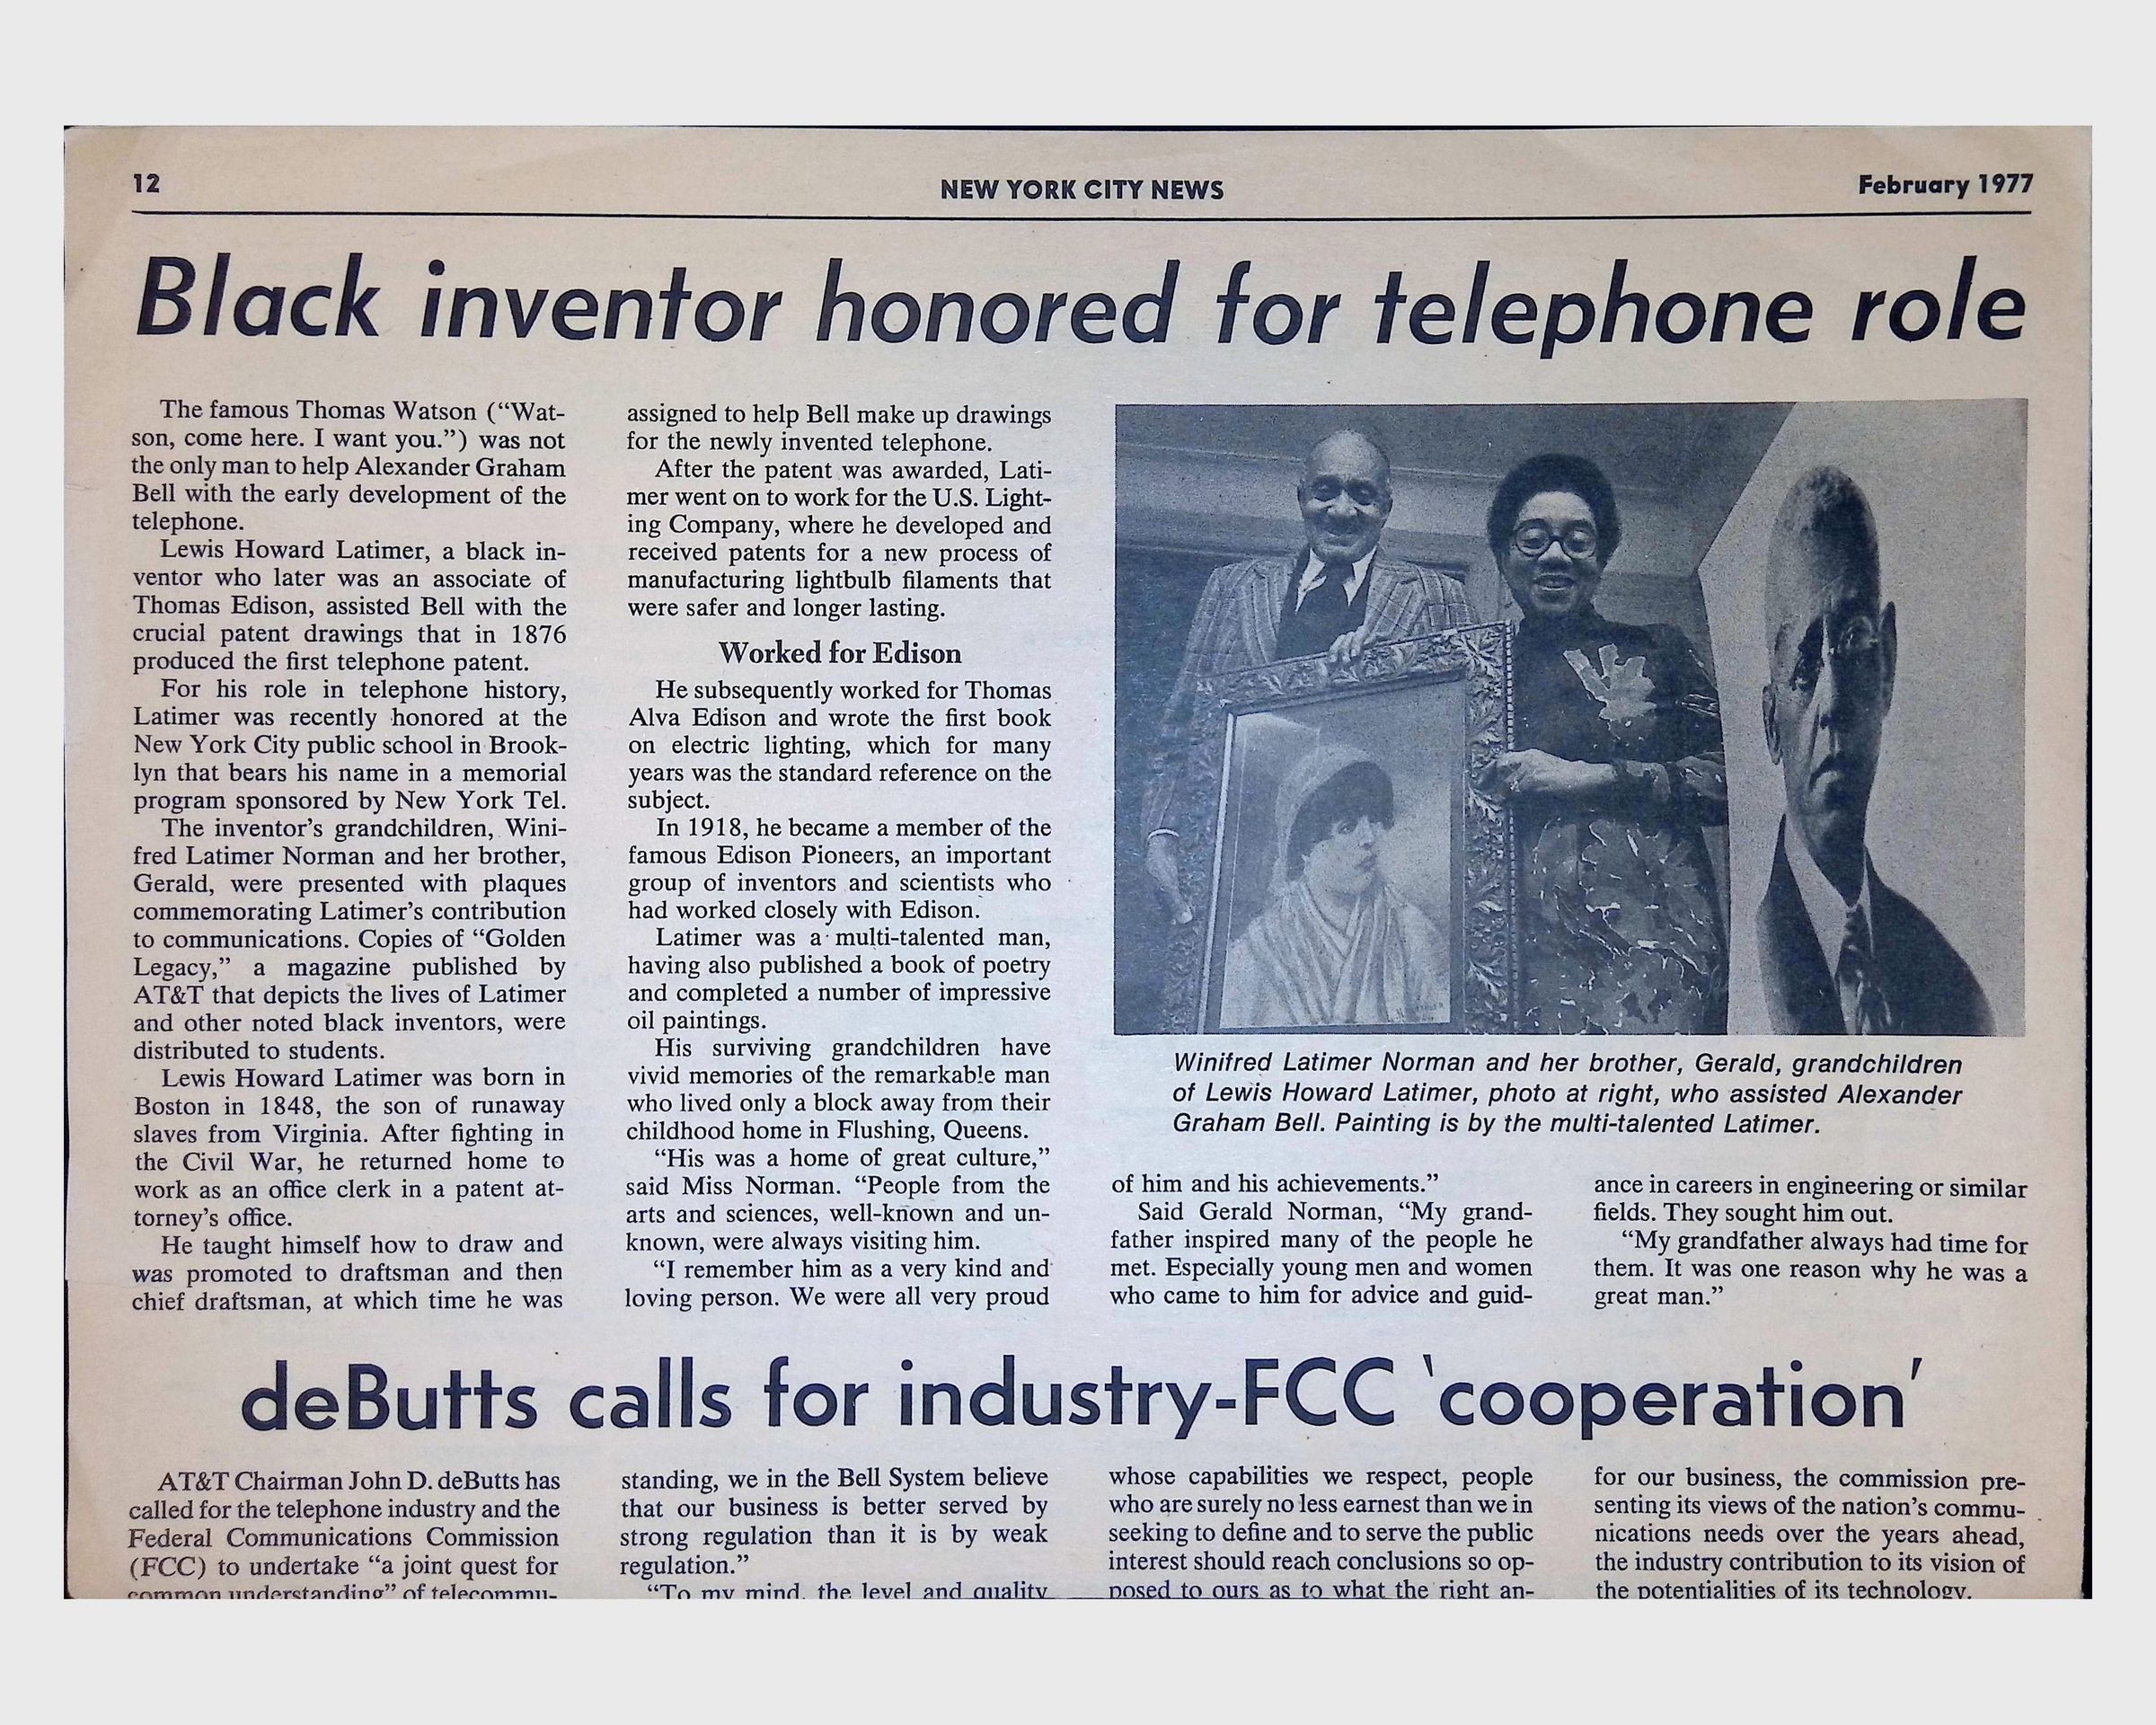 12
NEW YORK CITY NEWS
February 1977
Black inventor honored for telephone role
The famous Thomas Watson (“Wat-
son, come here. I want you.”) was not
the only man to help Alexander Graham
Bell with the early development of the
telephone.
Lewis Howard Latimer, a black in-
ventor who later was an associate of
Thomas Edison, assisted Bell with the
crucial patent drawings that in 1876
produced the first telephone patent.
For his role in telephone history,
Latimer was recently honored at the
New York City public school in Brook-
lyn that bears his name in a memorial
program sponsored by New York Tel.
The inventor’s grandchildren, Wini-
fred Latimer Norman and her brother,
Gerald, were presented with plaques
commemorating Latimer’s contribution
to communications. Copies of “Golden
Legacy,” a magazine published by
AT&T that depicts the lives of Latimer
and other noted black inventors, were
distributed to students.
Lewis Howard Latimer was born in
Boston in 1848, the son of runaway
slaves from Virginia. After fighting in
the Civil War, he returned home to
work as an office clerk in a patent at-
torney’s office.
He taught himself how to draw and
was promoted to draftsman and then
chief draftsman, at which time he was
assigned to help Bell make up drawings
for the newly invented telephone.
After the patent was awarded, Lati-
mer went on to work for the U.S. Light-
ing Company, where he developed and
received patents for a new process of
manufacturing lightbulb filaments that
were safer and longer lasting.
Worked for Edison
He subsequently worked for Thomas
Alva Edison and wrote the first book
on electric lighting, which for many
years was the standard reference on the
subject.
In 1918, he became a member of the
famous Edison Pioneers, an important
group of inventors and scientists who
had worked closely with Edison.
Latimer was a multi-talented man,
having also published a book of poetry
and completed a number of impressive
oil paintings.
His surviving grandchildren have
vivid memories of the remarkable man
who lived only a block away from their
childhood home in Flushing, Queens.
“His was a home of great culture,”
said Miss Norman. “People from the
arts and sciences, well-known and un-
known, were always visiting him.
“I remember him as a very kind and
loving person. We were all very proud
Winifred Latimer Norman and her brother, Gerald, grandchildren
of Lewis Howard Latimer, photo at right, who assisted Alexander
Graham Bell. Painting is by the multi-talented Latimer.
of him and his achievements.”
Said Gerald Norman, “My grand-
father inspired many of the people he
met. Especially young men and women
who came to him for advice and guid-
ance in careers in engineering or similar
fields. They sought him out.
“My grandfather always had time for
them. It was one reason why he was a
great man.”
deButts calls for industry-FCC ‘cooperation’
AT&T Chairman John D. deButts has
called for the telephone industry and the
Federal Communications Commission
(FCC) to undertake “a joint quest for
common understanding” of telecommu-
standing, we in the Bell System believe
that our business is better served by
strong regulation than it is by weak
regulation.”
“To my mind, the level and quality
whose capabilities we respect, people
who are surely no less earnest than we in
seeking to define and to serve the public
interest should reach conclusions so op-
posed to ours as to what the right an-
for our business, the commission pre-
senting its views of the nation’s commu-
nications needs over the years ahead,
the industry contribution to its vision of
the potentialities of its technology.